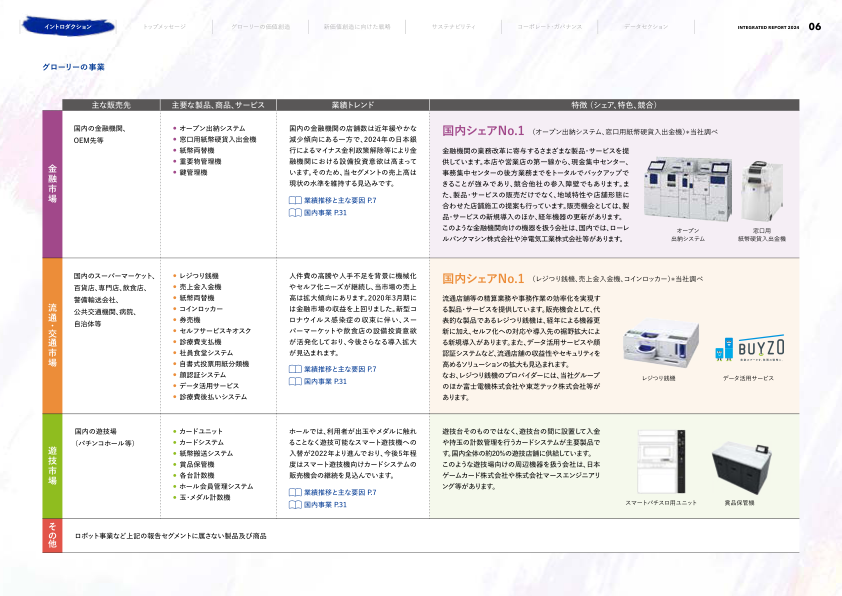 イントロダクション
トップメッセージ
グローリーの価値創造
新価値創造に向けた戦略
サステナビリティ
コーポレート・ガバナンス
データセクション
INTEGRATED REPORT 2024 06
グローリーの事業
主な販売先
主要な製品、商品、サービス
業績トレンド
特徴（シェア、特色、競合）
金融市場
国内の金融機関、
OEM先等
• オープン出納システム
• 窓口用紙幣硬貨入出金機
• 紙幣両替機
• 重要物管理機
• 鍵管理機
国内の金融機関の店舗数は近年緩やかな
減少傾向にある一方で、2024年の日本銀
行によるマイナス金利政策解除等により金
融機関における設備投資意欲は高まって
います。そのため、当セグメントの売上高は
現状の水準を維持する見込みです。
業績推移と主な要因 P.7
国内事業 P.31
国内シェアNo.1 （オープン出納システム、窓口用紙幣硬貨入出金機）*当社調べ
金融機関の業務改革に寄与するさまざまな製品・サービスを提
供しています。本店や営業店の第一線から、現金集中センター、
事務集中センターの後方業務までをトータルでバックアップで
きることが強みであり、競合他社の参入障壁でもあります。ま
た、製品・サービスの販売だけでなく、地域特性や店舗形態に
合わせた店舗施工の提案も行っています。販売機会としては、製
品・サービスの新規導入のほか、経年機器の更新があります。
このような金融機関向けの機器を扱う会社は、国内では、ローレ
ルバンクマシン株式会社や沖電気工業株式会社等があります。
オープン
出納システム
窓口用
紙幣硬貨入出金機
流通・交通市場
国内のスーパーマーケット、
百貨店、専門店、飲食店、
警備輸送会社、
公共交通機関、病院、
自治体等
• レジつり銭機
• 売上金入金機
• 紙幣両替機
• コインロッカー
• 券売機
• セルフサービスキオスク
• 診療費支払機
• 社員食堂システム
• 自書式投票用紙分類機
• 顔認証システム
• データ活用サービス
• 診療費後払いシステム
人件費の高騰や人手不足を背景に機械化
やセルフ化ニーズが継続し、当市場の売上
高は拡大傾向にあります。2020年3月期に
は金融市場の収益を上回りました。新型コ
ロナウイルス感染症の収束に伴い、スー
パーマーケットや飲食店の設備投資意欲
が活発化しており、今後さらなる導入拡大
が見込まれます。
業績推移と主な要因 P.7
国内事業 P.31
国内シェアNo.1 （レジつり銭機、売上金入金機、コインロッカー）*当社調べ
流通店舗等の精算業務や事務作業の効率化を実現す
る製品・サービスを提供しています。販売機会として、代
表的な製品であるレジつり銭機は、経年による機器更
新に加え、セルフ化への対応や導入先の裾野拡大によ
る新規導入があります。また、データ活用サービスや顔
認証システムなど、流通店舗の収益性やセキュリティを
高めるソリューションの拡大も見込まれます。
なお、レジつり銭機のプロバイダーには、当社グループ
のほか富士電機株式会社や東芝テック株式会社等が
あります。
BUYZO
レジつり銭機
データ活用サービス
遊技市場
国内の遊技場
（パチンコホール等）
• カードユニット
• カードシステム
• 紙幣搬送システム
• 賞品保管機
• 各台計数機
• ホール会員管理システム
• 玉・メダル計数機
ホールでは、利用者が出玉やメダルに触れ
ることなく遊技可能なスマート遊技機への
入替が2022年より進んでおり、今後5年程
度はスマート遊技機向けカードシステムの
販売機会の継続を見込んでいます。
業績推移と主な要因 P.7
国内事業 P.31
遊技台そのものではなく、遊技台の間に設置して入金
や持玉の計数管理を行うカードシステムが主要製品で
す。国内全体の約20%の遊技店舗に供給しています。
このような遊技場向けの周辺機器を扱う会社は、日本
ゲームカード株式会社や株式会社マースエンジニアリ
ング等があります。
スマートパチスロ用ユニット
賞品保管機
その他
ロボット事業など上記の報告セグメントに属さない製品及び商品